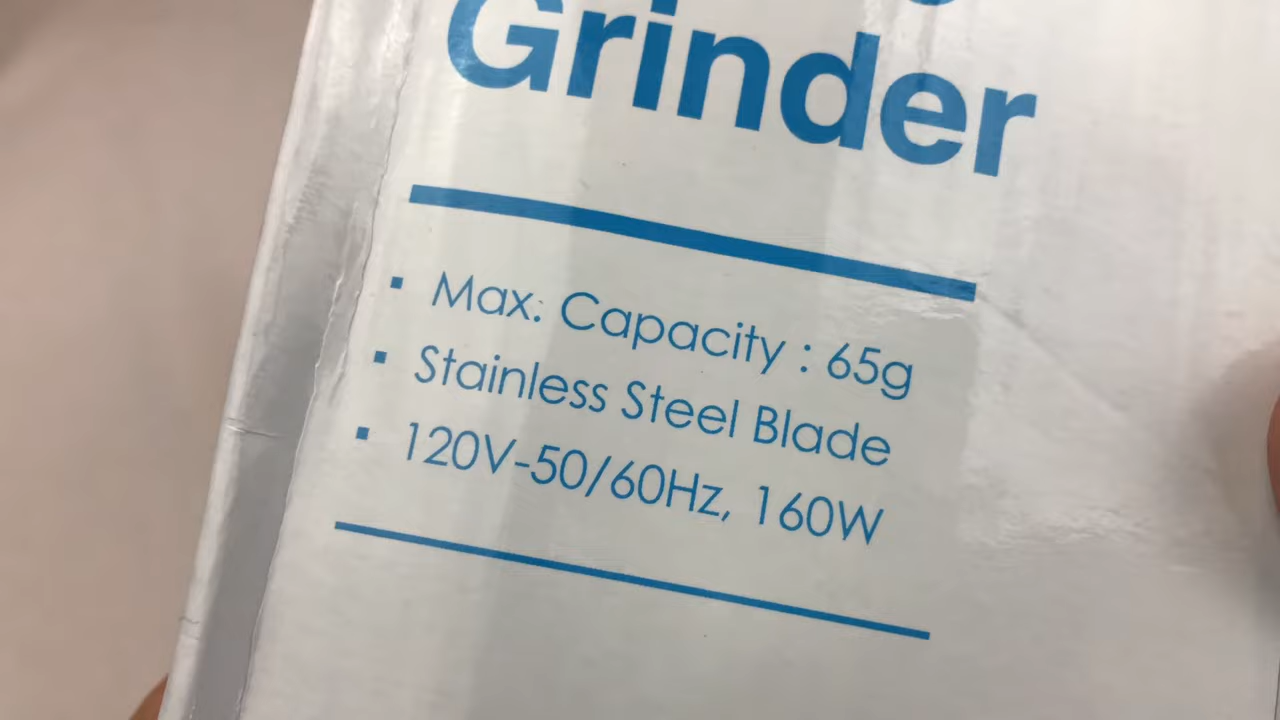 Grinder
▪ Max. Capacity : 65g
▪ Stainless Steel Blade
▪ 120V-50/60Hz, 160W